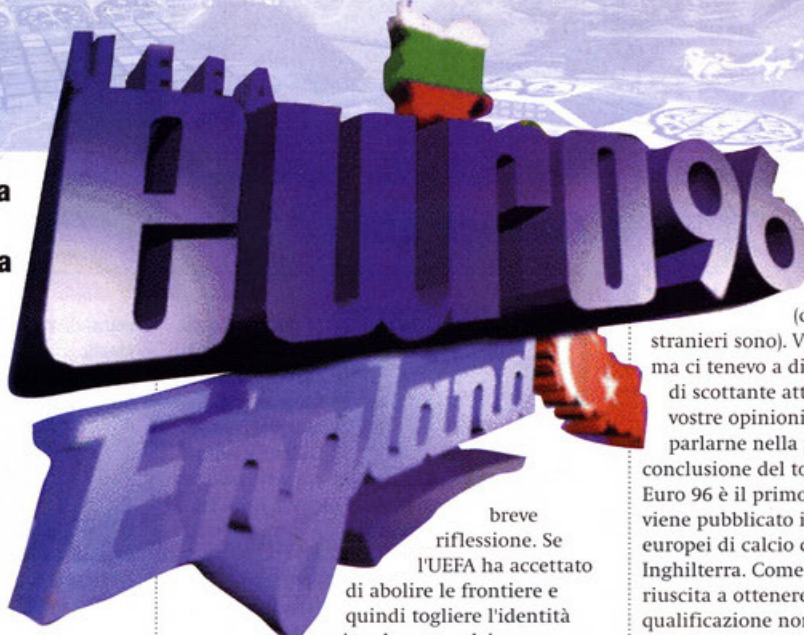 UEFA
euro 96
England
a
a
breve
riflessione. Se
l'UEFA ha accettato
di abolire le frontiere e
quindi togliere l'identità
stranieri sono). V
ma ci tenevo a di
di scottante att
vostre opinioni
parlarne nella
conclusione del to
Euro 96 è il primo
viene pubblicato i
europei di calcio
Inghilterra. Come
riuscita a ottenere
qualificazione non